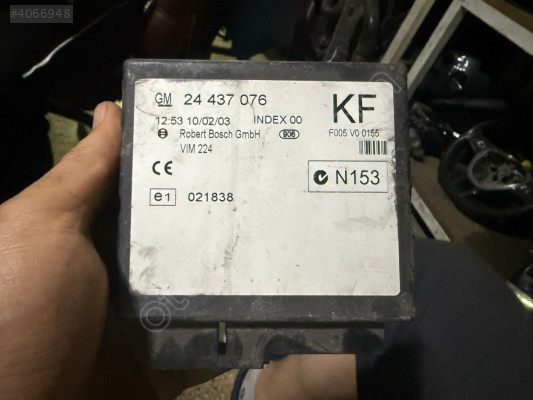 #4066948
GM 24 437 076 KF
12:53 10/02/03 INDEX 00
Robert Bosch GmbH 906 F005 V0 0155
VIM 224
CE
N153
e1 021838